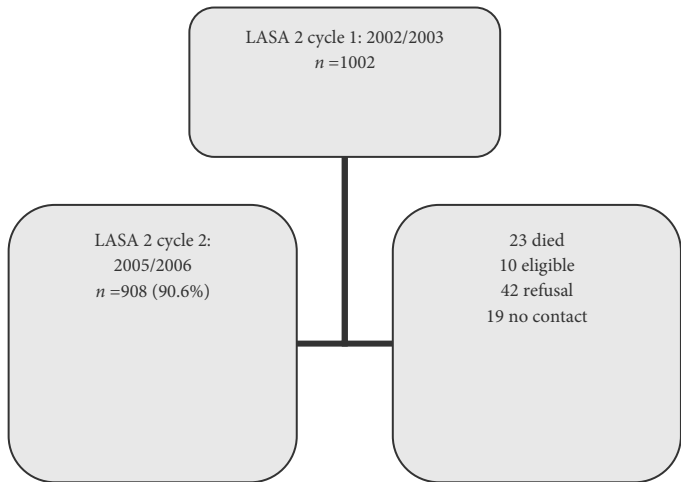 LASA 2 cycle 1: 2002/2003
n =1002
LASA 2 cycle 2:
2005/2006
n =908 (90.6%)
23 died
10 eligible
42 refusal
19 no contact